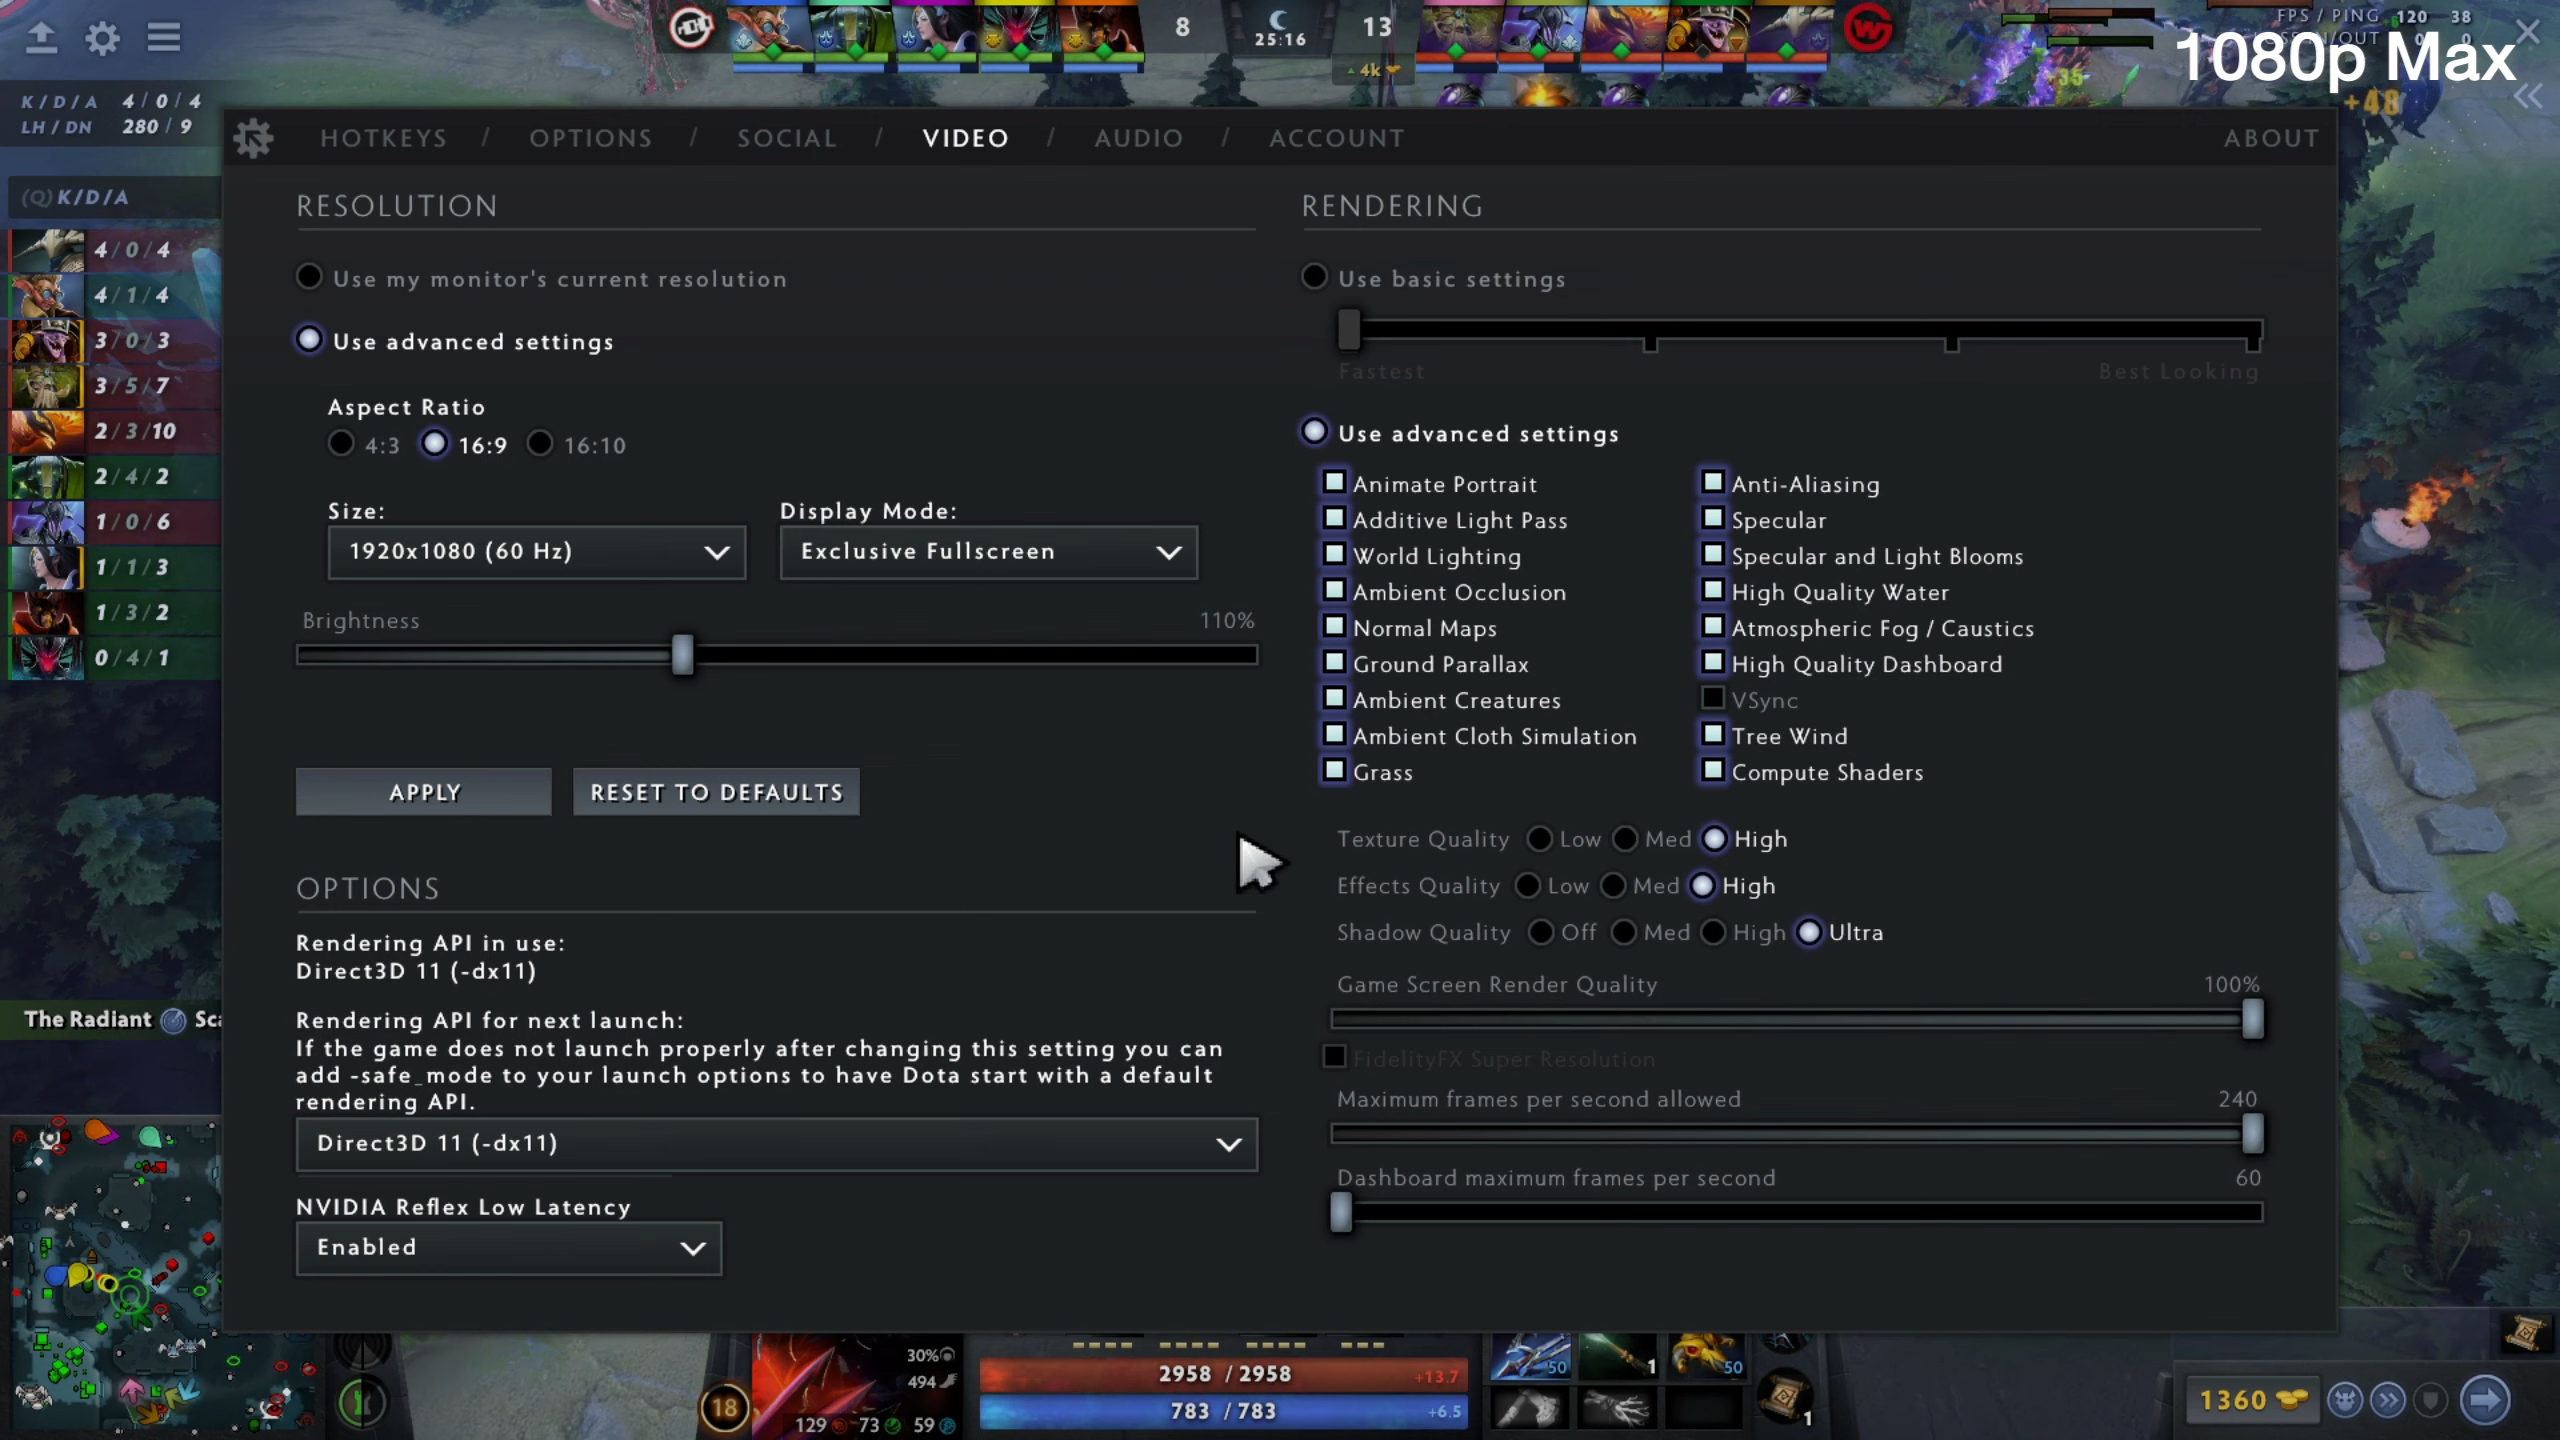 8
25:16
13
4k
FPS / PING 120 38
1080p Max
+35
+48
K / D / A 4 / 0 / 4
LH / DN 280 / 9
HOTKEYS / OPTIONS / SOCIAL / VIDEO / AUDIO / ACCOUNT
ABOUT
(Q) K/D/A
4 / 0 / 4
4 / 1 / 4
3 / 0 / 3
3 / 5 / 7
2 / 3 / 10
2 / 4 / 2
1 / 0 / 6
1 / 1 / 3
1 / 3 / 2
0 / 4 / 1
The Radiant
RESOLUTION
Use my monitor's current resolution
Use advanced settings
Aspect Ratio
4:3 16:9 16:10
Size: Display Mode:
1920x1080 (60 Hz) Exclusive Fullscreen
Brightness 110%
APPLY RESET TO DEFAULTS
OPTIONS
Rendering API in use:
Direct3D 11 (-dx11)
Rendering API for next launch:
If the game does not launch properly after changing this setting you can
add -safe_mode to your launch options to have Dota start with a default
rendering API.
Direct3D 11 (-dx11)
NVIDIA Reflex Low Latency
Enabled
RENDERING
Use basic settings
Fastest Best Looking
Use advanced settings
Animate Portrait Anti-Aliasing
Additive Light Pass Specular
World Lighting Specular and Light Blooms
Ambient Occlusion High Quality Water
Normal Maps Atmospheric Fog / Caustics
Ground Parallax High Quality Dashboard
Ambient Creatures VSync
Ambient Cloth Simulation Tree Wind
Grass Compute Shaders
Texture Quality Low Med High
Effects Quality Low Med High
Shadow Quality Off Med High Ultra
Game Screen Render Quality 100%
FidelityFX Super Resolution
Maximum frames per second allowed 240
Dashboard maximum frames per second 60
30%
494
18
129 73 59
2958 / 2958 +13.7
783 / 783 +6.5
50 1 50
1
1360